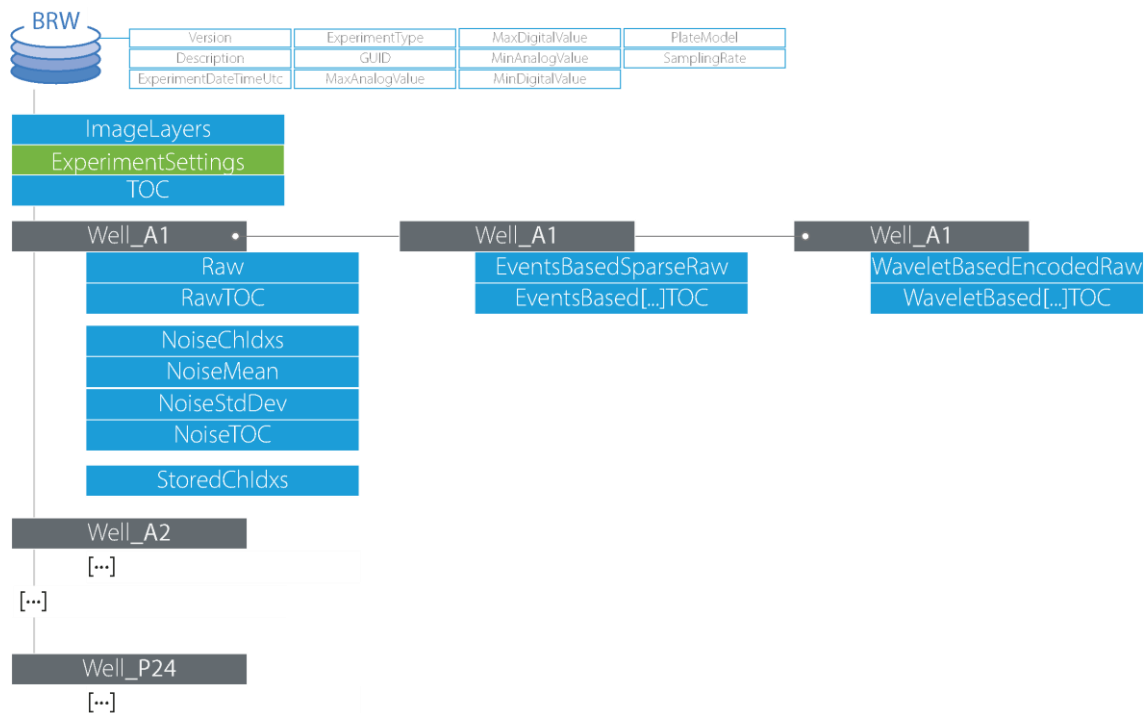 BRW
Version ExperimentType MaxDigitalValue PlateModel
Description GUID MinAnalogValue SamplingRate
ExperimentDateTimeUtc MaxAnalogValue MinDigitalValue
ImageLayers
ExperimentSettings
TOC
Well_A1 Well_A1 Well_A1
Raw EventsBasedSparseRaw WaveletBasedEncodedRaw
RawTOC EventsBased[...]TOC WaveletBased[...]TOC
NoiseChIdxs
NoiseMean
NoiseStdDev
NoiseTOC
StoredChIdxs
Well_A2
[...]
[...]
Well_P24
[...]